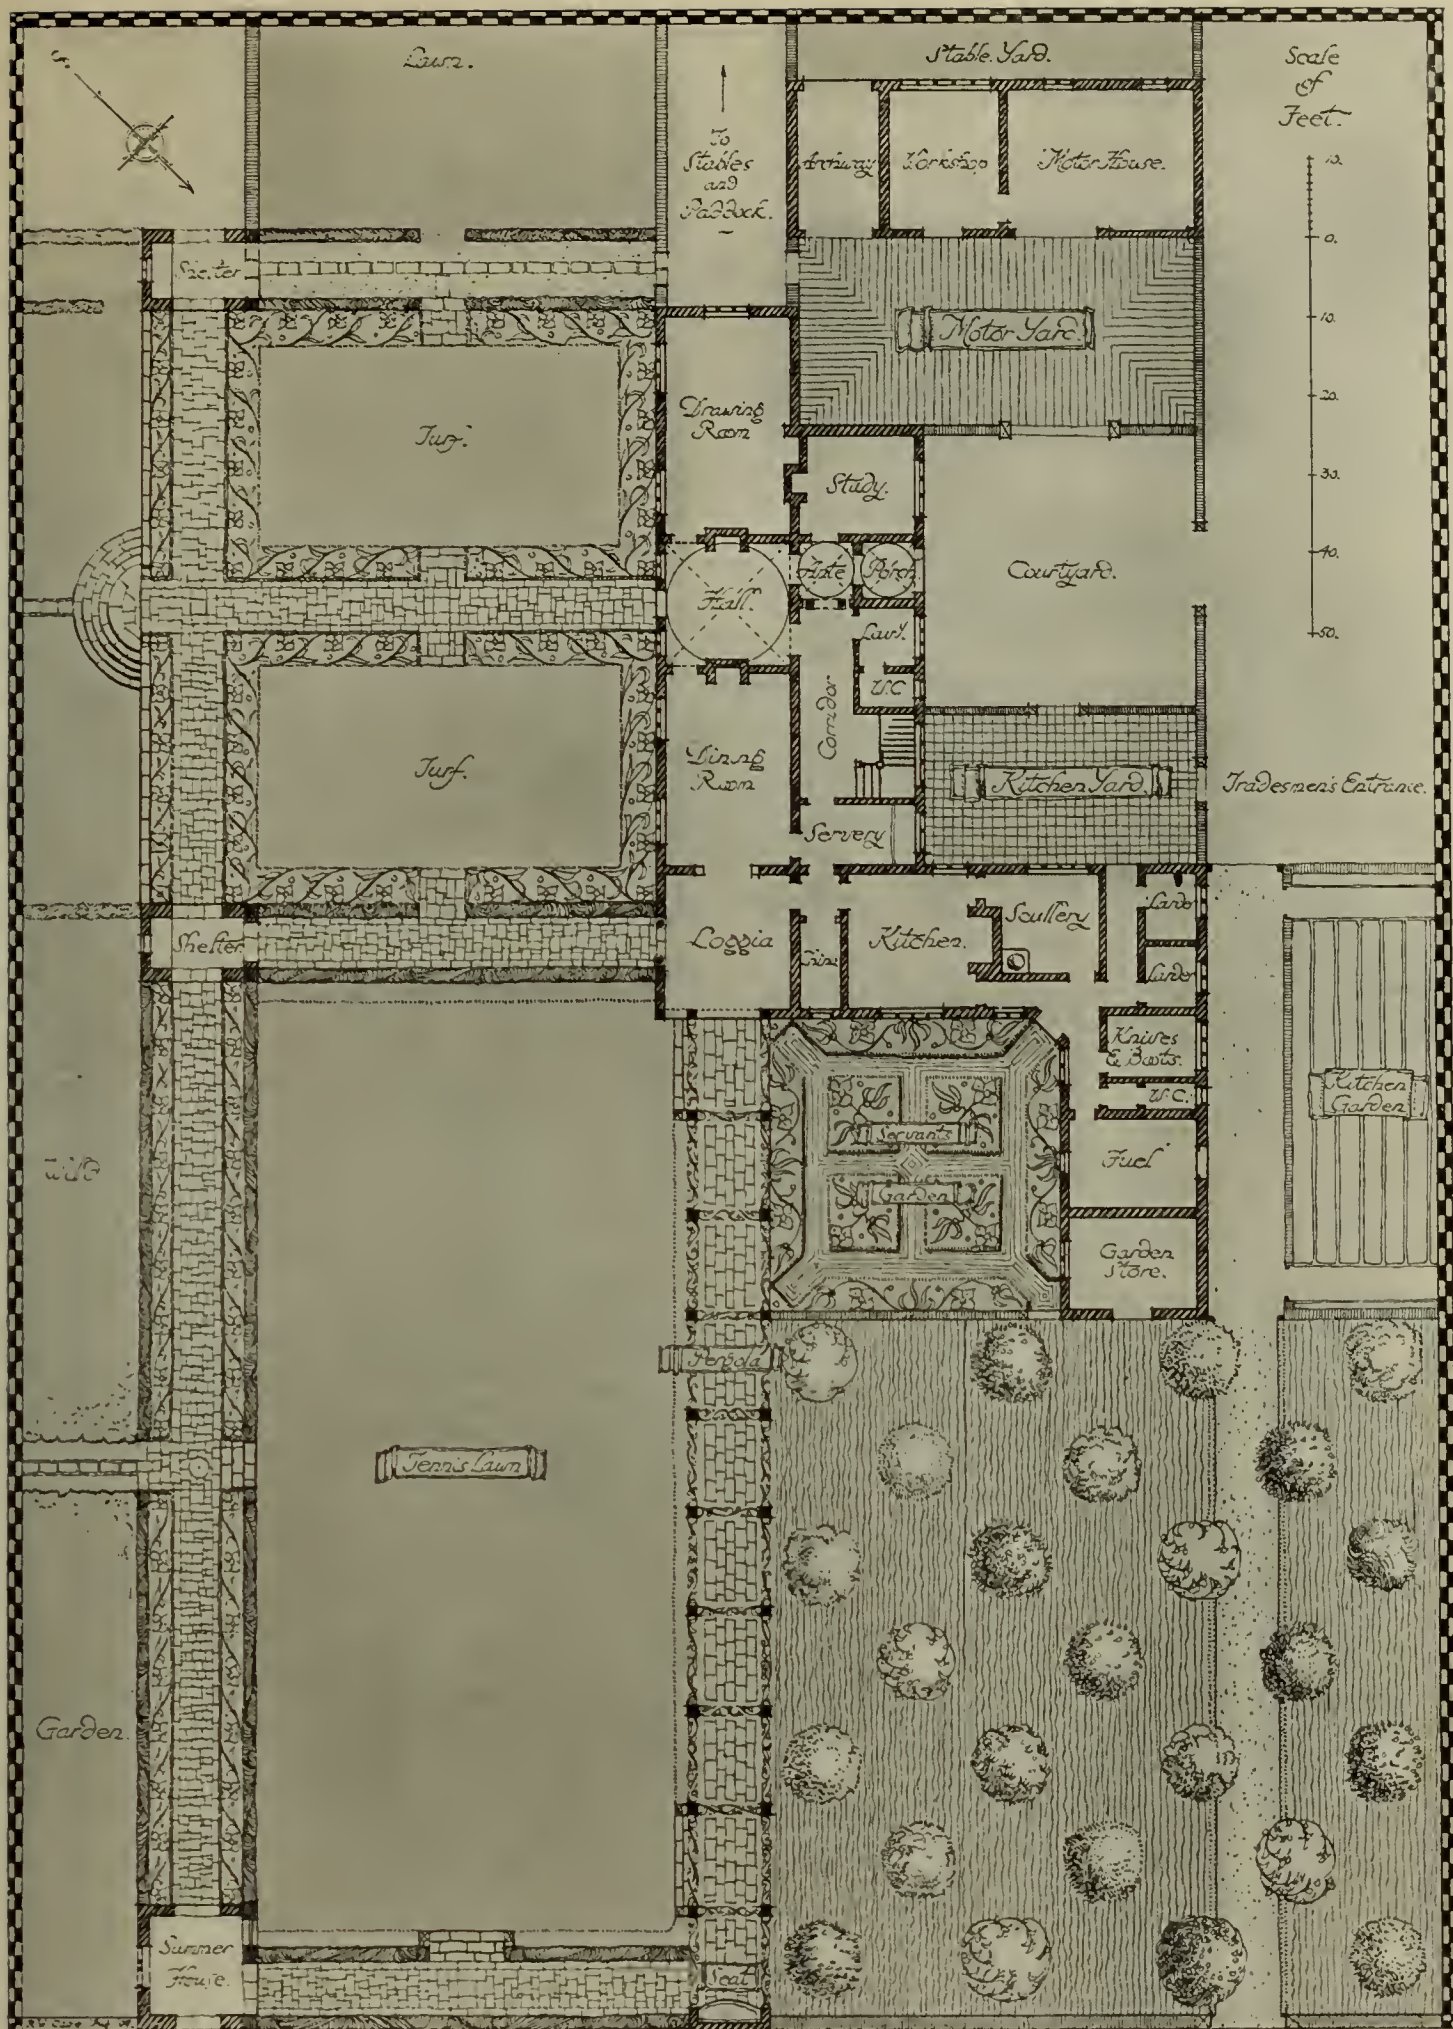 Lawn.
Stable Yard.
Scale
of
Feet.
To
Stables
and
Paddock.
Archway
Workshop
Motor House.
10.
0.
10.
20.
30.
40.
50.
Shelter
Motor Yard
Turf.
Drawing
Room
Study.
Hall.
Ante
Porch.
Courtyard.
Lavy.
W.C
Corridor
Turf.
Dining
Room
Kitchen Yard.
Tradesmen's Entrance.
Servery
Shelter
Loggia
Kitchen.
Scullery
Larder
Larder
Knives
& Boots.
W.C.
Kitchen
Garden
Wild
Servants
Garden
Fuel
Garden
Store.
Pergola
Tennis Lawn
Garden.
Summer
House.
Seat